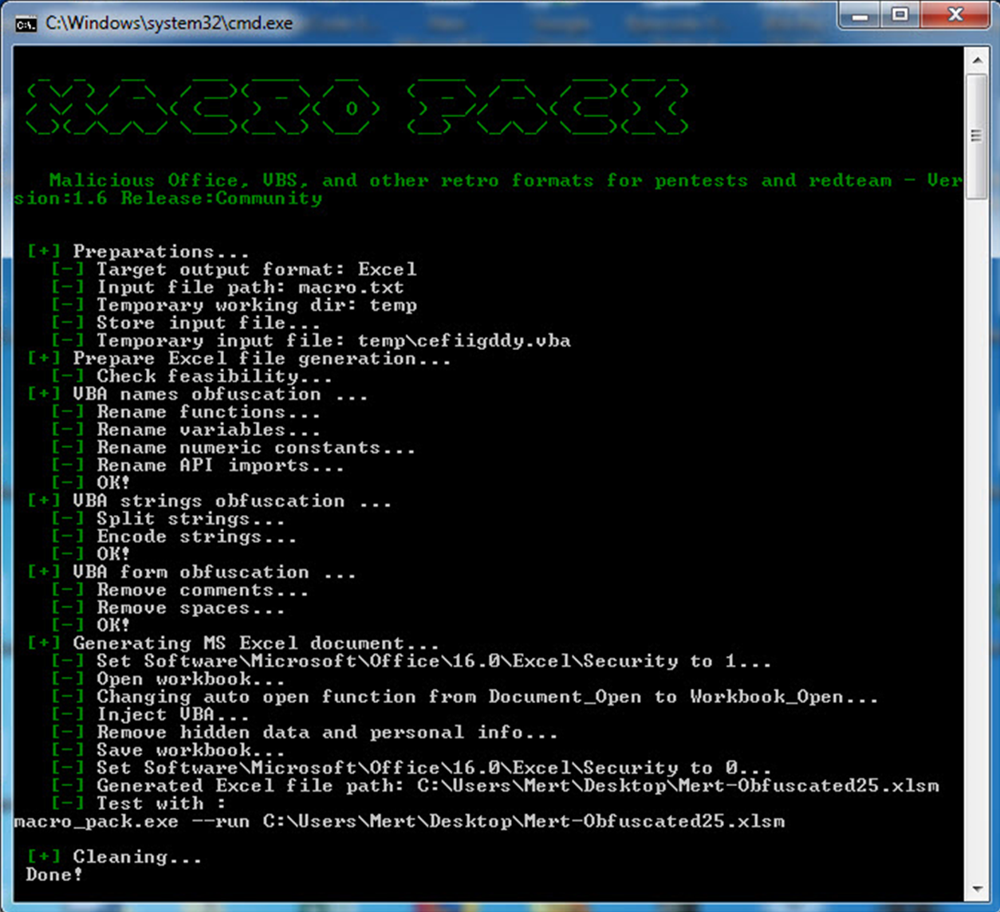 C:\Windows\system32\cmd.exe
MACRO PACK
Malicious Office, VBS, and other retro formats for pentests and redteam - Ver
sion:1.6 Release:Community
[+] Preparations...
[-] Target output format: Excel
[-] Input file path: macro.txt
[-] Temporary working dir: temp
[-] Store input file...
[-] Temporary input file: temp\cefiigddy.vba
[+] Prepare Excel file generation...
[-] Check feasibility...
[+] VBA names obfuscation ...
[-] Rename functions...
[-] Rename variables...
[-] Rename numeric constants...
[-] Rename API imports...
[-] OK!
[+] VBA strings obfuscation ...
[-] Split strings...
[-] Encode strings...
[-] OK!
[+] VBA form obfuscation ...
[-] Remove comments...
[-] Remove spaces...
[-] OK!
[+] Generating MS Excel document...
[-] Set Software\Microsoft\Office\16.0\Excel\Security to 1...
[-] Open workbook...
[-] Changing auto open function from Document_Open to Workbook_Open...
[-] Inject VBA...
[-] Remove hidden data and personal info...
[-] Save workbook...
[-] Set Software\Microsoft\Office\16.0\Excel\Security to 0...
[-] Generated Excel file path: C:\Users\Mert\Desktop\Mert-Obfuscated25.xlsm
[-] Test with :
macro_pack.exe --run C:\Users\Mert\Desktop\Mert-Obfuscated25.xlsm
[+] Cleaning...
Done!